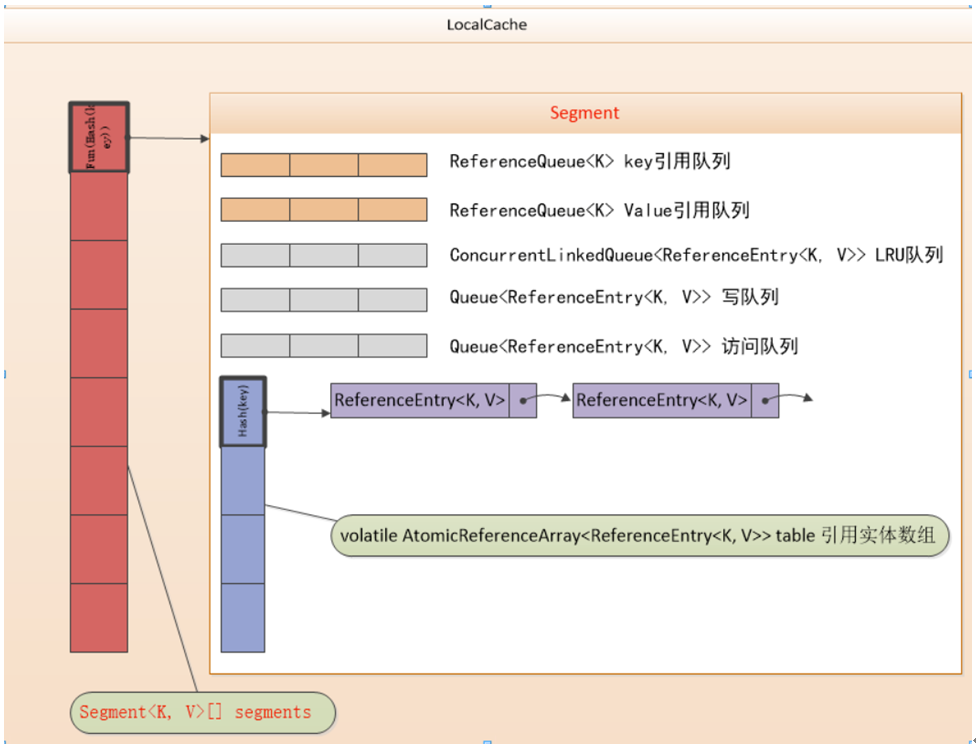 LocalCache
Segment
Fun(Hash(k
ey))
ReferenceQueue<K> key引用队列
ReferenceQueue<K> Value引用队列
ConcurrentLinkedQueue<ReferenceEntry<K, V>> LRU队列
Queue<ReferenceEntry<K, V>> 写队列
Queue<ReferenceEntry<K, V>> 访问队列
Hash(key)
ReferenceEntry<K, V>
ReferenceEntry<K, V>
volatile AtomicReferenceArray<ReferenceEntry<K, V>> table 引用实体数组
Segment<K, V>[] segments